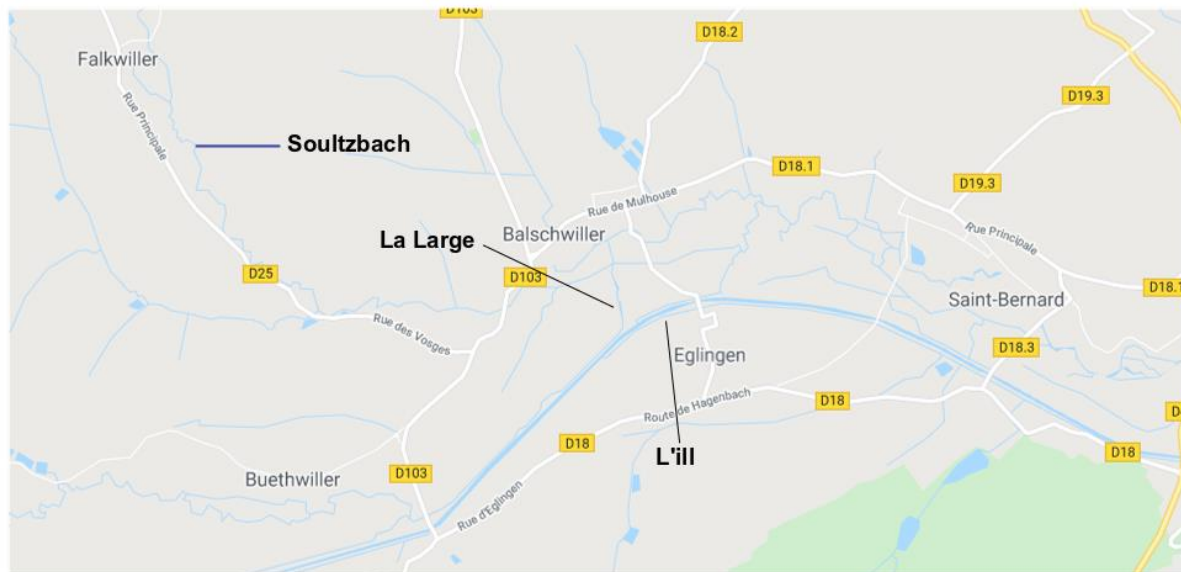 D103
D18.2
Falkwiller
D19.3
Rue Principale
Soultzbach
D18.1
D19.3
Rue de Mulhouse
Rue Principale
La Large
Balschwiller
D25
D103
D18.1
Saint-Bernard
Rue des Vosges
D18.3
Eglingen
Route de Hagenbach
D18
D18
L'ill
D18
D103
Buethwiller
Rue d'Eglingen